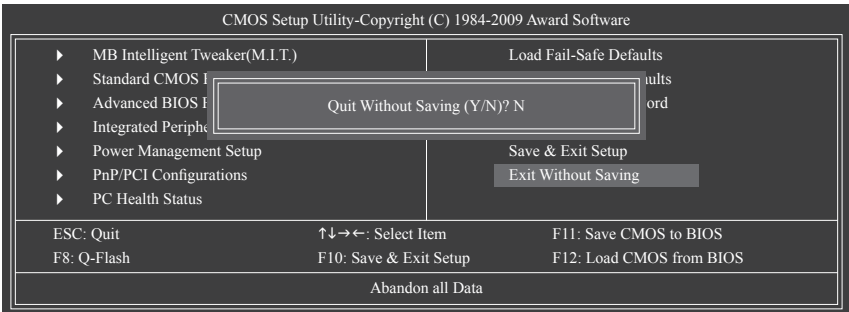 CMOS Setup Utility-Copyright (C) 1984-2009 Award Software
MB Intelligent Tweaker(M.I.T.)
Standard CMOS
Advanced BIOS
Integrated
Power Management Setup
PnP/PCI Configurations
PC Health Status
Load Fail-Safe Defaults
Save & Exit Setup
Exit Without Saving
Quit Without Saving (Y/N)? N
ESC: Quit ↑↓→←: Select Item F11: Save CMOS to BIOS
F8: Q-Flash F10: Save & Exit Setup F12: Load CMOS from BIOS
Abandon all Data